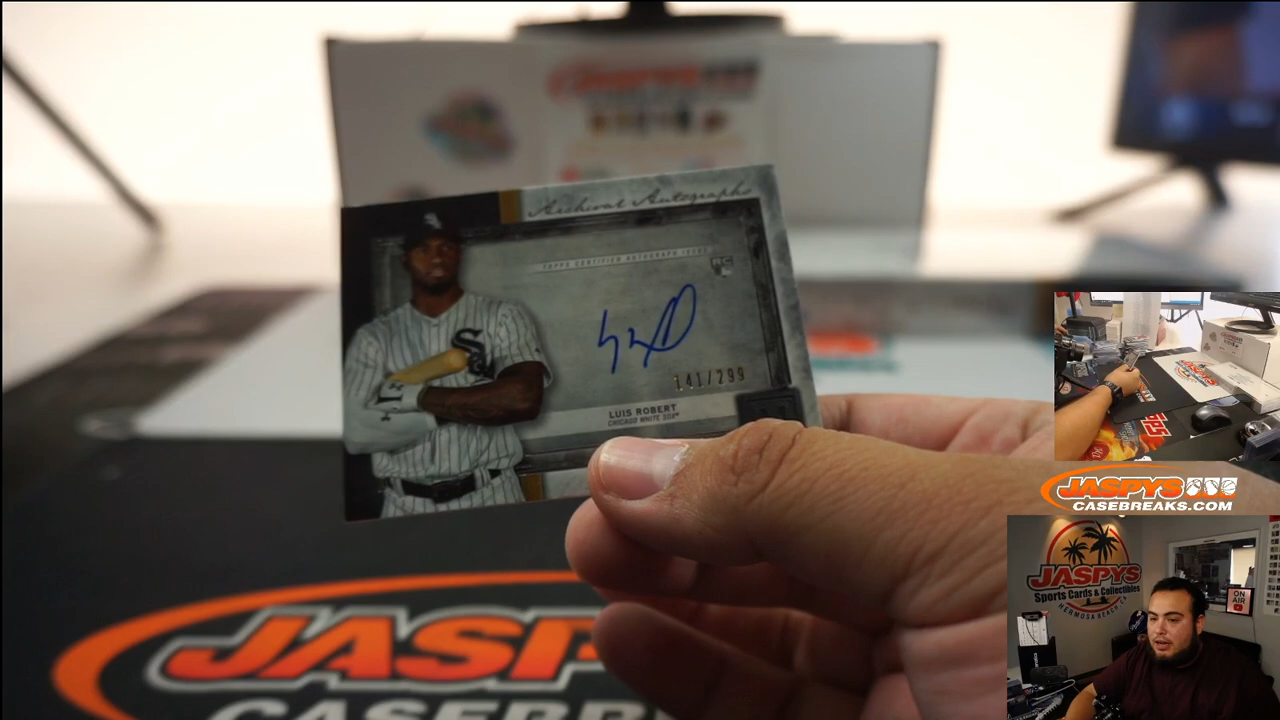 Archival Autographs
TOPPS CERTIFIED AUTOGRAPH ISSUE
RC
141/299
LUIS ROBERT
CHICAGO WHITE SOX
JASPYS
CASEBREAKS.COM
JASPYS
Sports Cards & Collectibles
HERMOSA BEACH, CA
ON
AIR